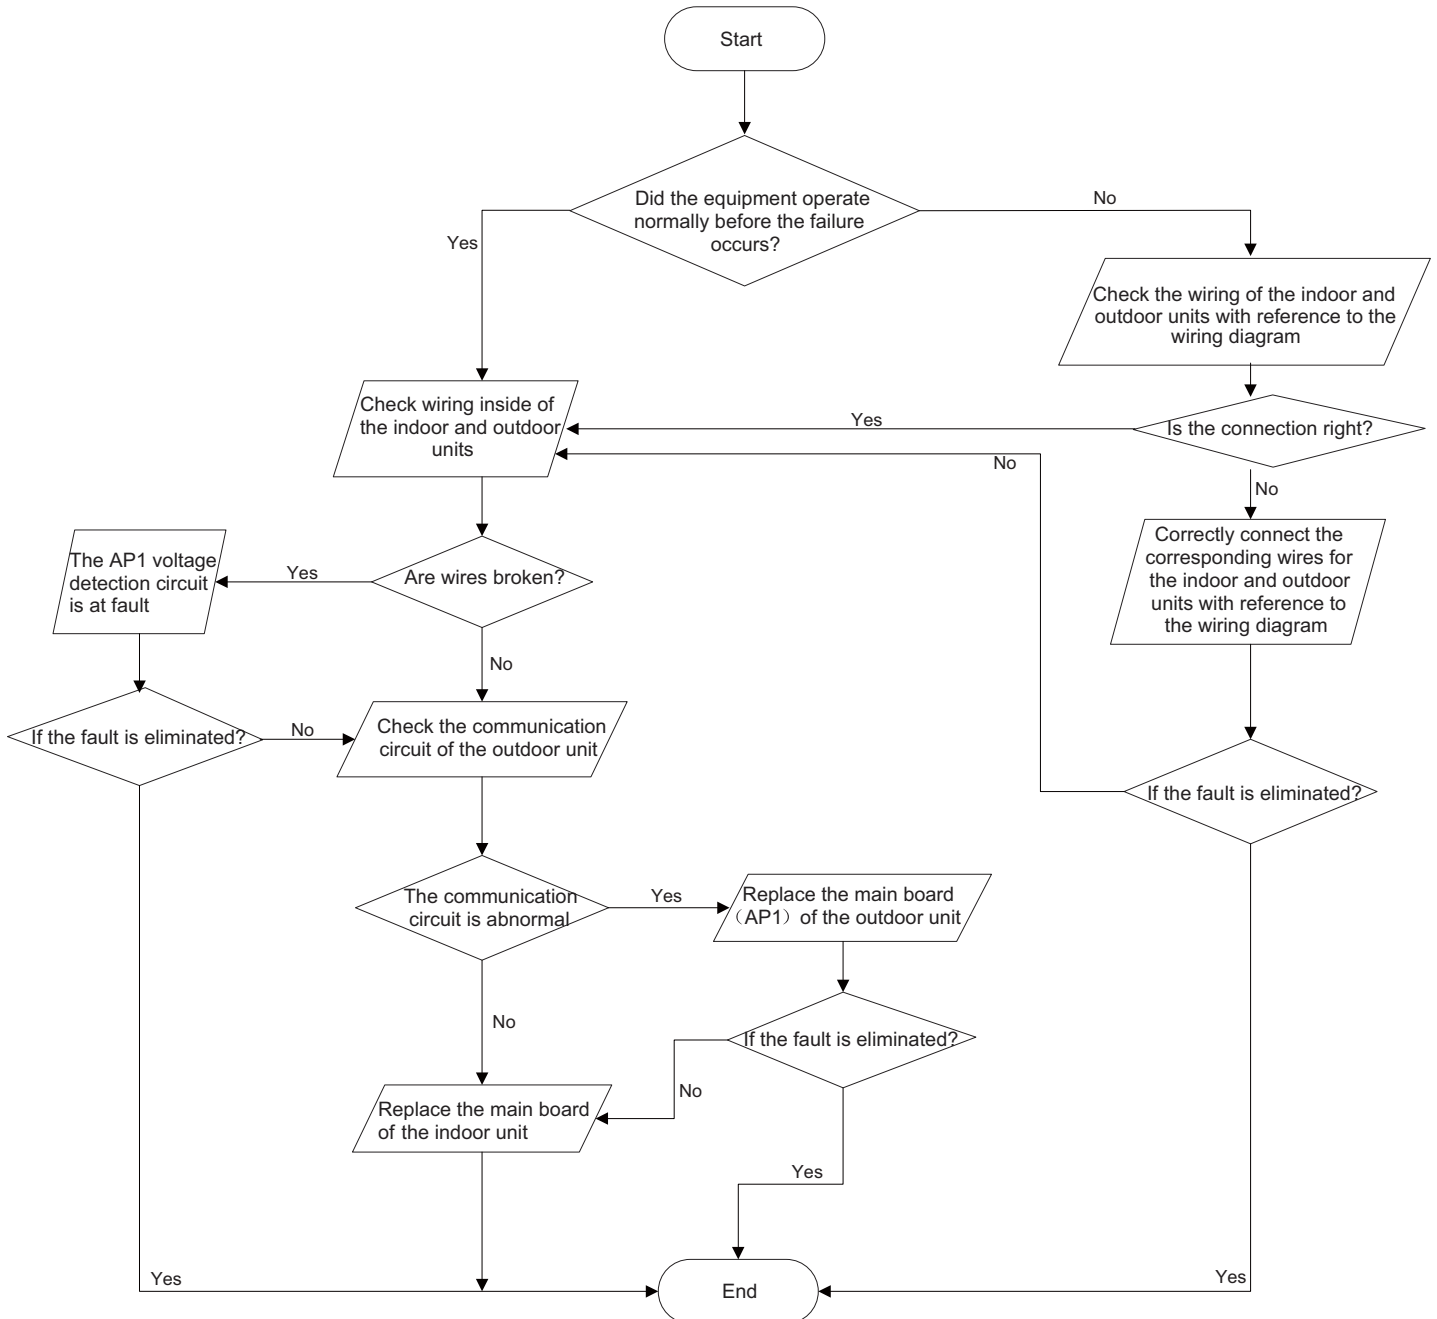 Start
Did the equipment operate
normally before the failure
occurs?
No
Yes
Check the wiring of the indoor and
outdoor units with reference to the
wiring diagram
Check wiring inside of
the indoor and outdoor
units
Yes
Is the connection right?
No
No
Correctly connect the
corresponding wires for
the indoor and outdoor
units with reference to
the wiring diagram
The AP1 voltage
detection circuit
is at fault
Yes
Are wires broken?
No
If the fault is eliminated?
No
Check the communication
circuit of the outdoor unit
If the fault is eliminated?
The communication
circuit is abnormal
Yes
Replace the main board
（AP1）of the outdoor unit
No
If the fault is eliminated?
No
Replace the main board
of the indoor unit
Yes
Yes
End
Yes